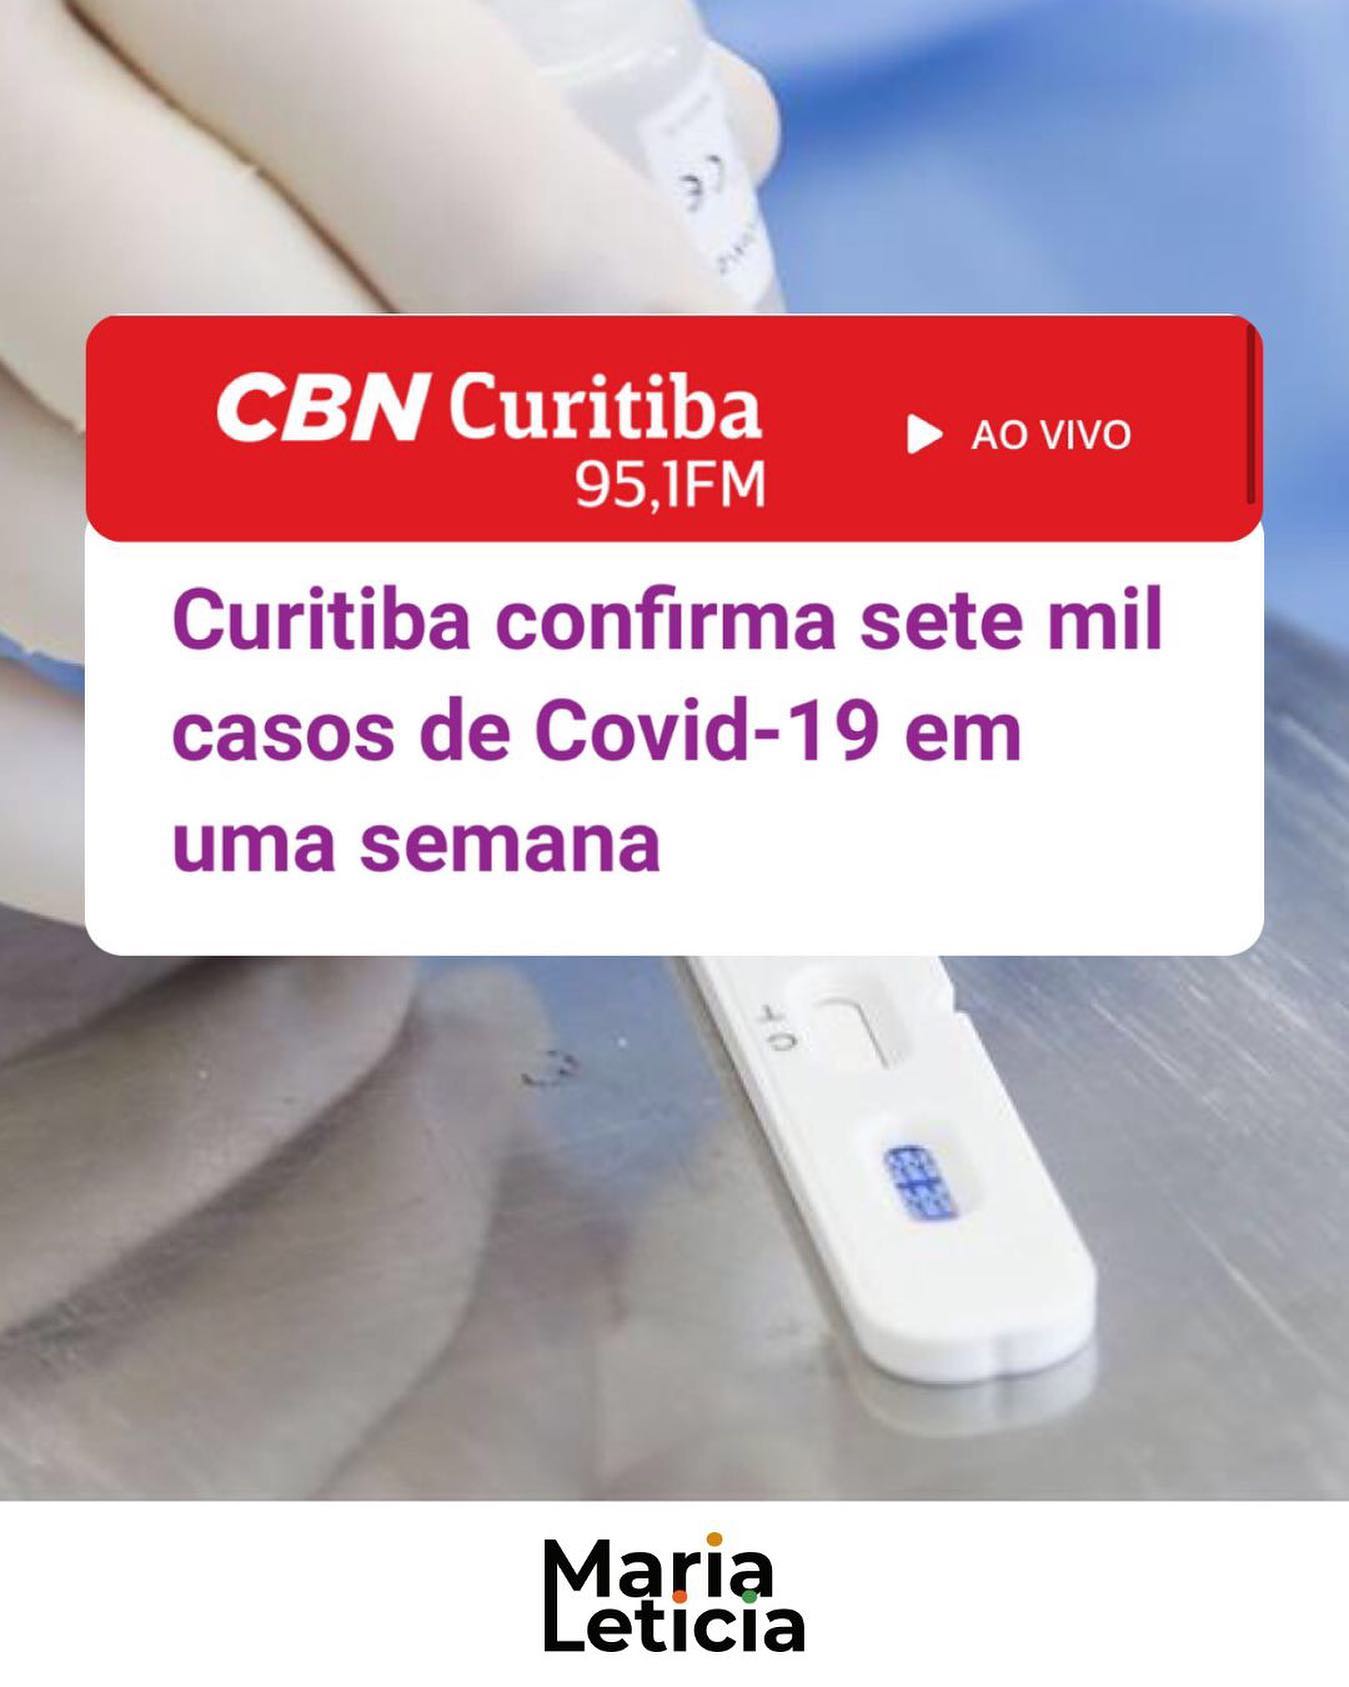 CBN Curitiba
95,1FM
AO VIVO
Curitiba confirma sete mil
casos de Covid-19 em
uma semana
T
C
Maria
Leticia